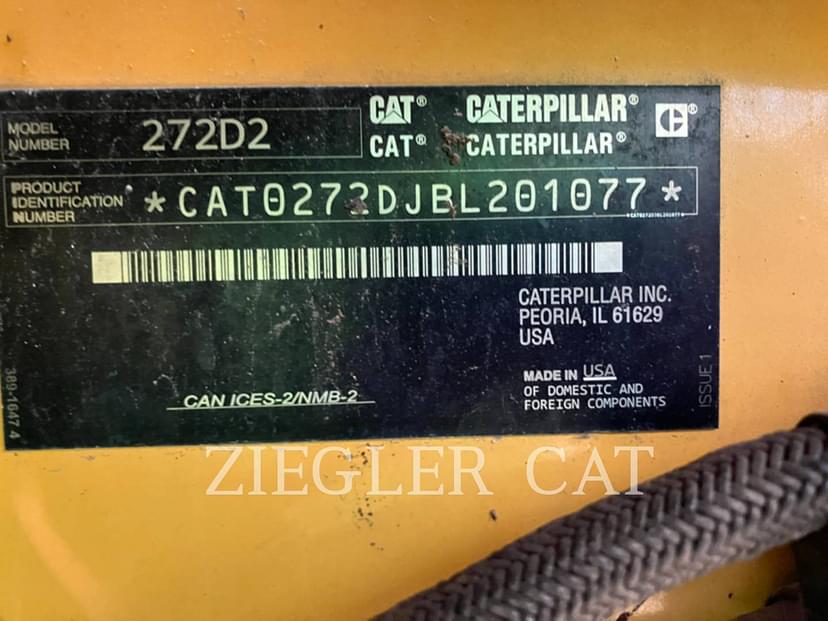 MODEL
NUMBER
272D2
CAT® CATERPILLAR®
CAT® CATERPILLAR®
PRODUCT
IDENTIFICATION
NUMBER
*CAT0272DJBL201077*
CATERPILLAR INC.
PEORIA, IL 61629
USA
MADE IN USA
OF DOMESTIC AND
FOREIGN COMPONENTS
CAN ICES-2/NMB-2
ISSUE 1
389-1647 4
ZIEGLER CAT